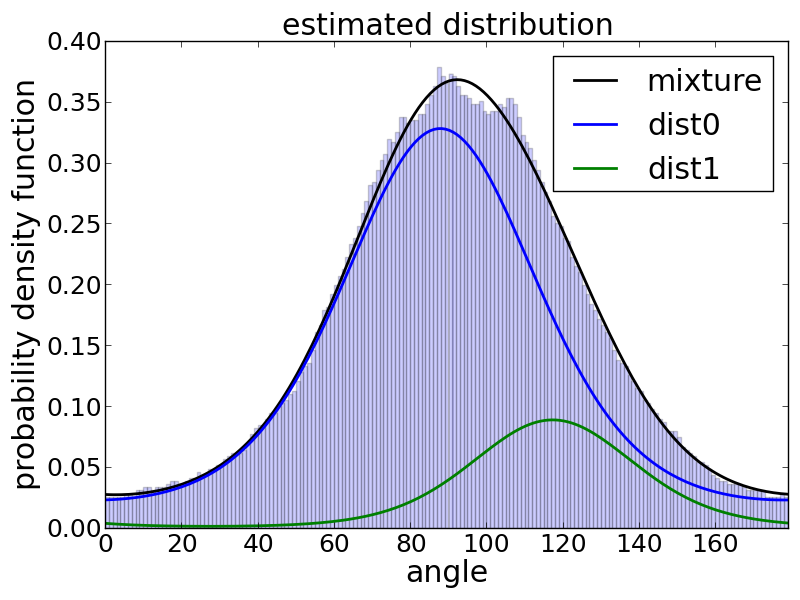 estimated distribution
0.40
0.35
0.30
0.25
0.20
0.15
0.10
0.05
0.00
probability density function
mixture
dist0
dist1
0 20 40 60 80 100 120 140 160
angle